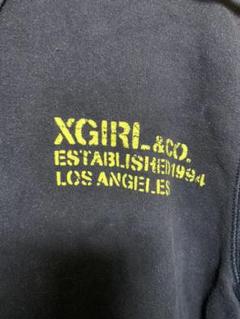 XGIRL &CO.
ESTABLISHED 1994
LOS ANGELES